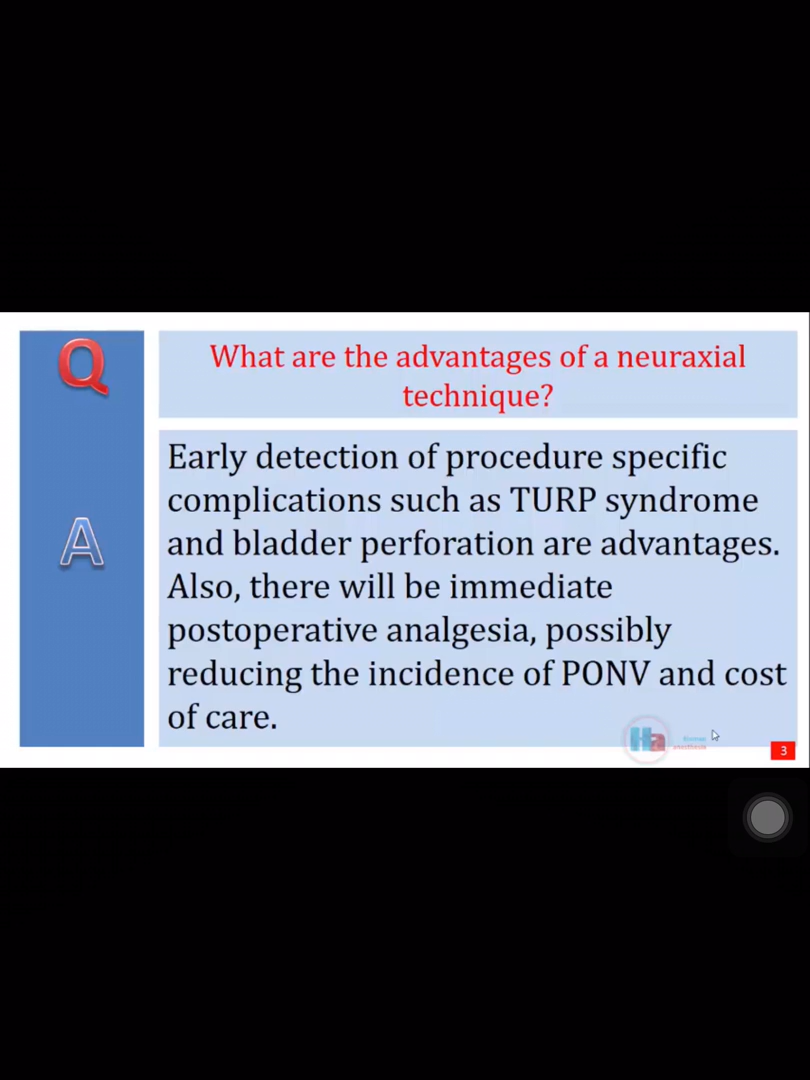 Q
What are the advantages of a neuraxial
technique?
A
Early detection of procedure specific
complications such as TURP syndrome
and bladder perforation are advantages.
Also, there will be immediate
postoperative analgesia, possibly
reducing the incidence of PONV and cost
of care.
Ha
anesthesia
3